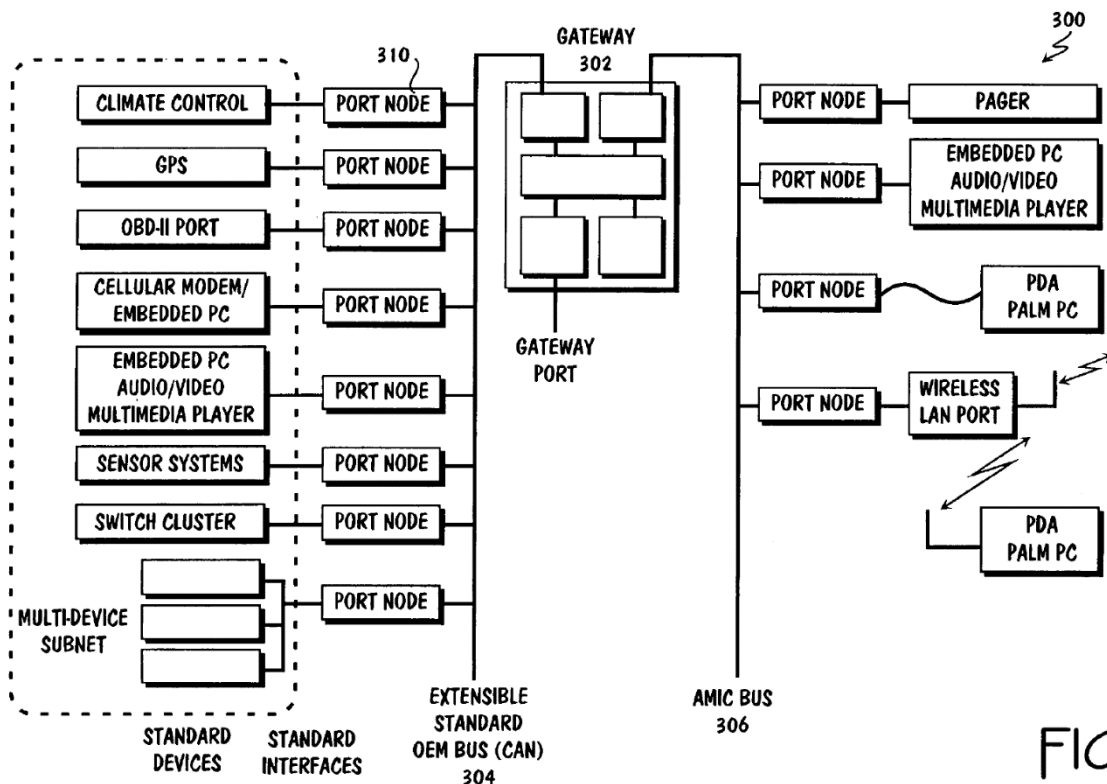 300
GATEWAY
302
310
CLIMATE CONTROL
PORT NODE
PORT NODE
PAGER
GPS
PORT NODE
PORT NODE
EMBEDDED PC
AUDIO/VIDEO
MULTIMEDIA PLAYER
OBD-II PORT
PORT NODE
CELLULAR MODEM/
EMBEDDED PC
PORT NODE
PORT NODE
PDA
PALM PC
GATEWAY
PORT
EMBEDDED PC
AUDIO/VIDEO
MULTIMEDIA PLAYER
PORT NODE
PORT NODE
WIRELESS
LAN PORT
SENSOR SYSTEMS
PORT NODE
SWITCH CLUSTER
PORT NODE
PDA
PALM PC
MULTI-DEVICE
SUBNET
PORT NODE
STANDARD
DEVICES
STANDARD
INTERFACES
EXTENSIBLE
STANDARD
OEM BUS (CAN)
304
AMIC BUS
306
FIG